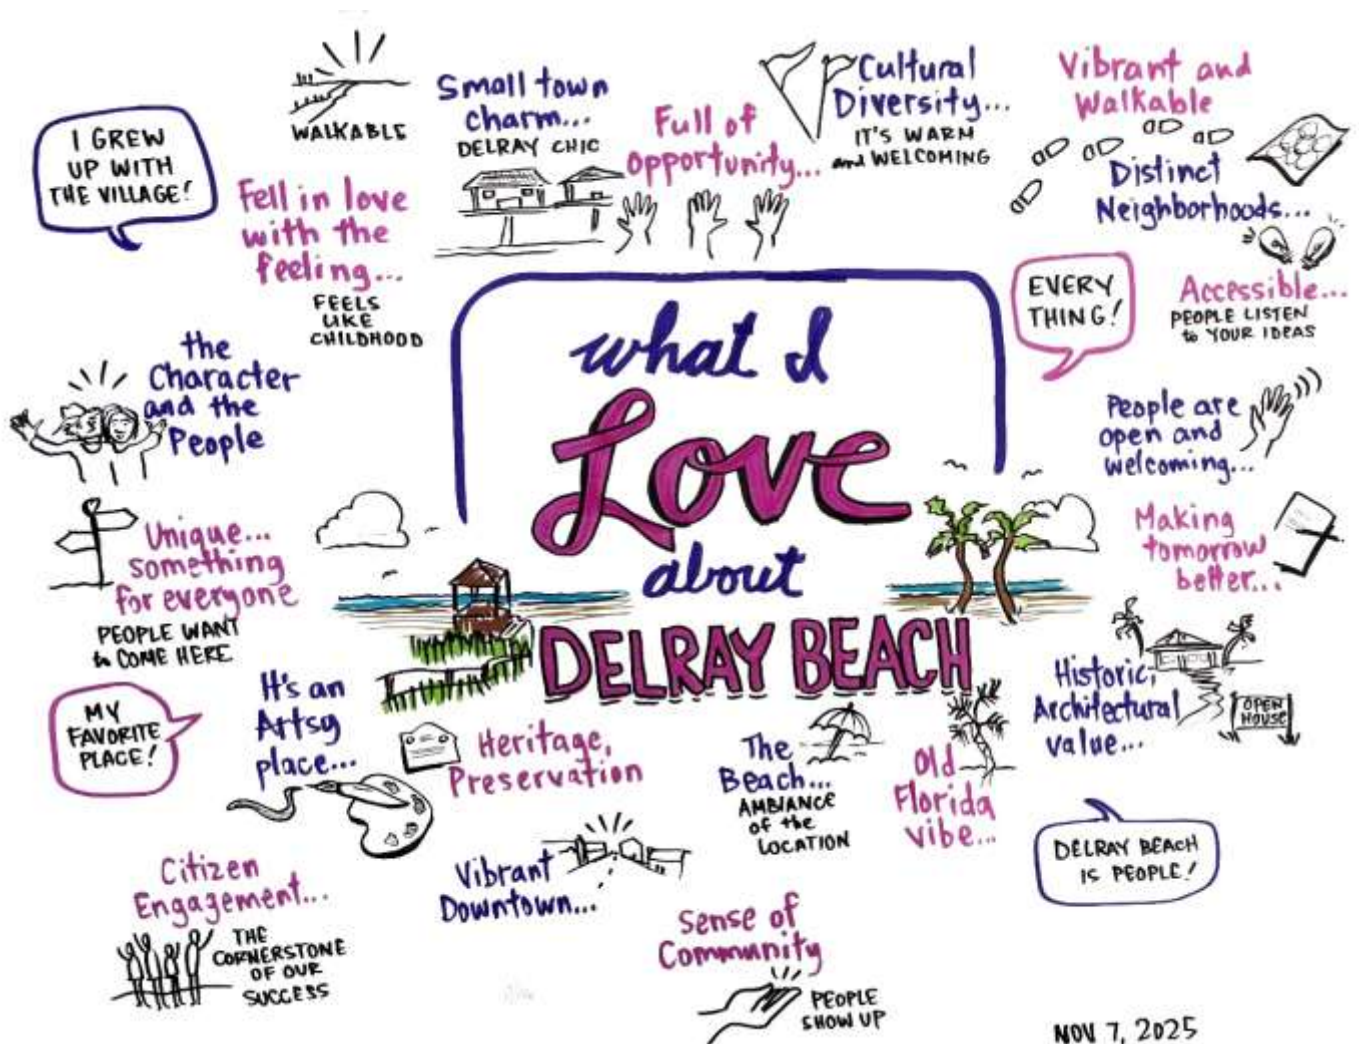 I GREW
UP WITH
THE VILLAGE!
WALKABLE
Small town
charm...
DELRAY CHIC
Full of
opportunity...
Cultural
Diversity...
IT'S WARM
and WELCOMING
Vibrant and
Walkable
Distinct
Neighborhoods...
Fell in love
with the
feeling...
FEELS
LIKE
CHILDHOOD
EVERY
THING!
Accessible...
PEOPLE LISTEN
to YOUR IDEAS
the
Character
and the
People
what I
Love
about
DELRAY BEACH
People are
open and
welcoming...
Unique...
something
for everyone
PEOPLE WANT
to COME HERE
Making
tomorrow
better...
MY
FAVORITE
PLACE!
It's an
Artsy
place...
Heritage,
Preservation
The
Beach...
AMBIANCE
of the
LOCATION
Old
Florida
vibe...
Historic,
Architectural
value...
OPEN
HOUSE
DELRAY BEACH
IS PEOPLE!
Citizen
Engagement...
THE
CORNERSTONE
OF OUR
SUCCESS
Vibrant
Downtown...
Sense of
Community
PEOPLE
SHOW UP
NOV 7, 2025